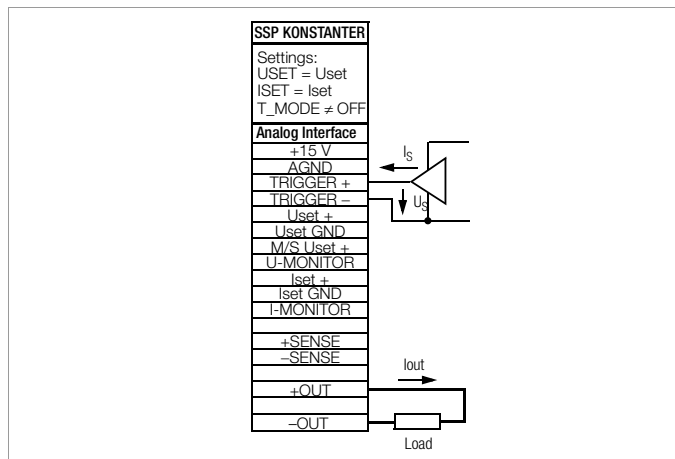 SSP KONSTANTER
Settings:
USET = Uset
ISET = Iset
T_MODE ≠ OFF
Analog Interface
+15 V
AGND
TRIGGER +
TRIGGER –
Uset +
Uset GND
M/S Uset +
U-MONITOR
Iset +
Iset GND
I-MONITOR
+SENSE
–SENSE
+OUT
–OUT
IS
US
Iout
Load